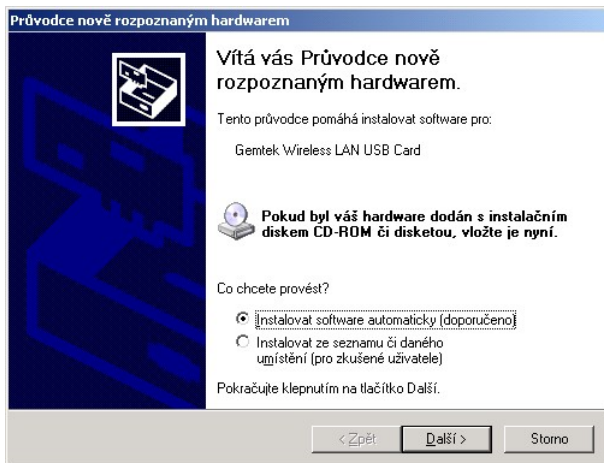 Průvodce nově rozpoznaným hardwarem
Vítá vás Průvodce nově
rozpoznaným hardwarem.
Tento průvodce pomáhá instalovat software pro:
Gemtek Wireless LAN USB Card
Pokud byl váš hardware dodán s instalačním
diskem CD-ROM či disketou, vložte je nyní.
Co chcete provést?
Instalovat software automaticky (doporučeno)
Instalovat ze seznamu či daného
umístění (pro zkušené uživatele)
Pokračujte klepnutím na tlačítko Další.
< Zpět Další > Storno